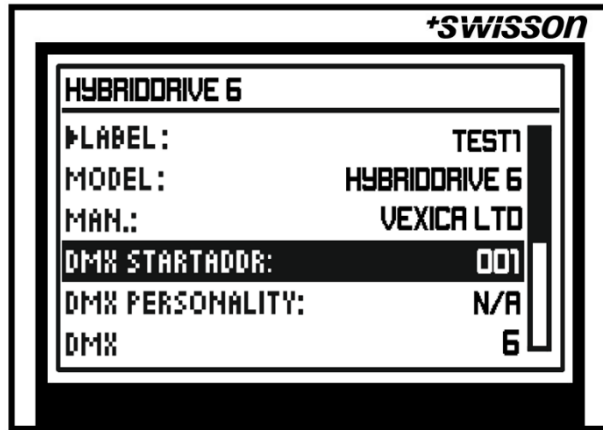 +swisson
HYBRIDDRIVE 6
LABEL: TEST1
MODEL: HYBRIDDRIVE 6
MAN.: VEXICA LTD
DMX STARTADDR: 001
DMX PERSONALITY: N/A
DMX 6